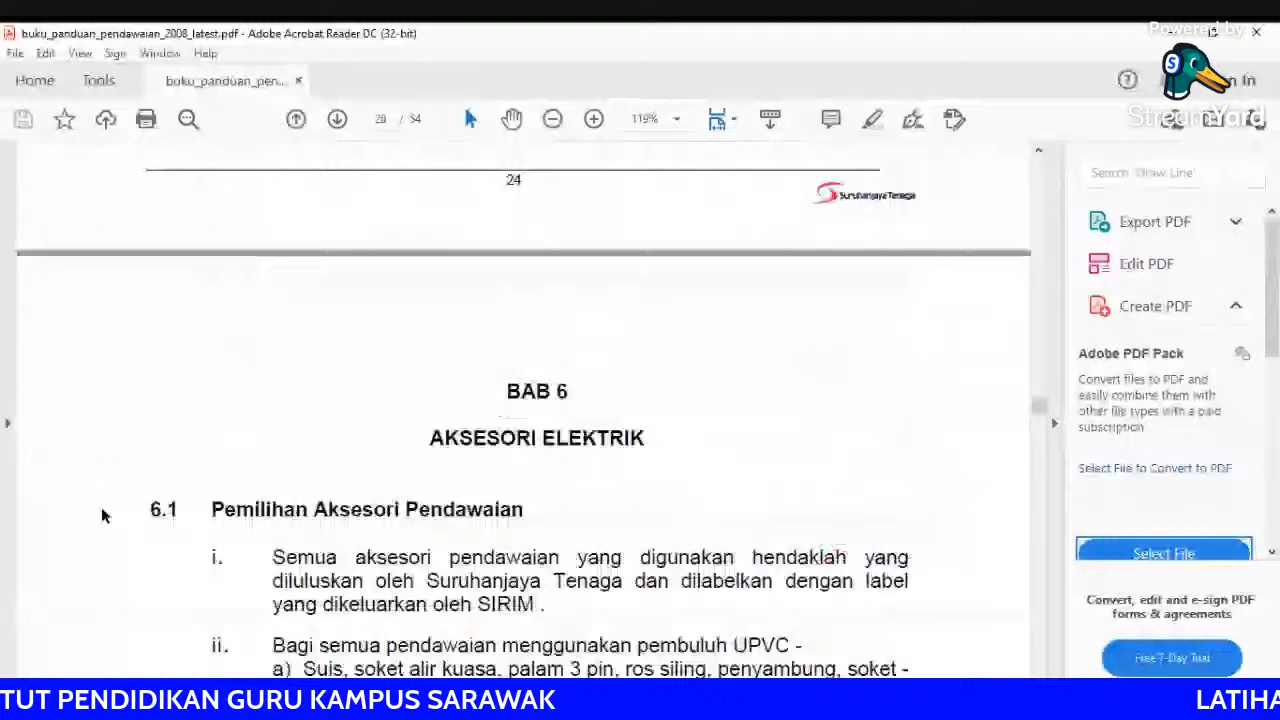 buku_panduan_pendawaian_2008_latest.pdf - Adobe Acrobat Reader DC (32-bit)
Powered by
File Edit View Sign Window Help
Home Tools buku_panduan_pen... In
StreamYard
28 / 54 119%
24
Suruhanjaya Tenaga
Search 'Draw Line'
Export PDF
Edit PDF
Create PDF
Adobe PDF Pack
Convert files to PDF and
easily combine them with
other file types with a paid
subscription.
Select File to Convert to PDF
Select File
Convert, edit and e-sign PDF
forms & agreements
Free 7-Day Trial
BAB 6
AKSESORI ELEKTRIK
6.1 Pemilihan Aksesori Pendawaian
i. Semua aksesori pendawaian yang digunakan hendaklah yang
diluluskan oleh Suruhanjaya Tenaga dan dilabelkan dengan label
yang dikeluarkan oleh SIRIM .
ii. Bagi semua pendawaian menggunakan pembuluh UPVC -
a) Suis, soket alir kuasa, palam 3 pin, ros siling, penyambung, soket -
TUT PENDIDIKAN GURU KAMPUS SARAWAK
LATIHA